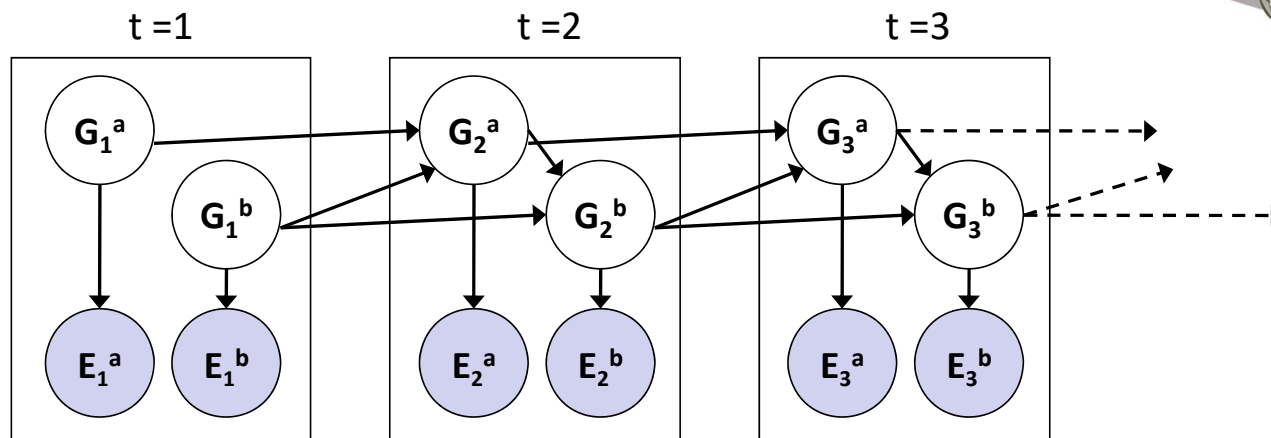 t =1 t =2 t =3
G₁ᵃ G₂ᵃ G₃ᵃ
G₁ᵇ G₂ᵇ G₃ᵇ
E₁ᵃ E₁ᵇ E₂ᵃ E₂ᵇ E₃ᵃ E₃ᵇ